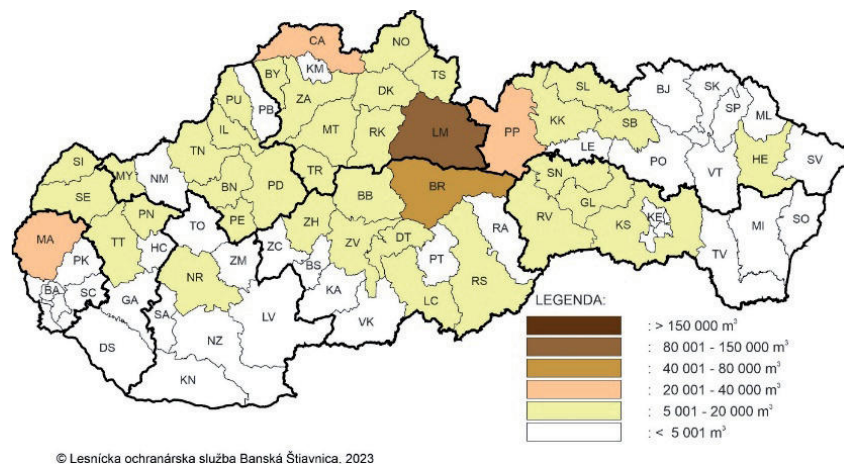 CA
NO
KM
BY
TS
PU
PB
ZA
DK
SL
BJ
SK
SP
ML
IL
MT
RK
LM
PP
KK
SB
LE
PO
VT
HE
SV
SI
MY
NM
TN
BN
TR
SE
PD
BB
BR
SN
GL
RV
KS
KE
MI
SO
TV
PN
PE
TO
ZH
MA
TT
HC
ZC
ZV
DT
RA
PK
NR
ZM
BS
PT
BA
SC
GA
SA
KA
LC
RS
DS
NZ
LV
VK
KN
LEGENDA:
: > 150 000 m³
: 80 001 - 150 000 m³
: 40 001 - 80 000 m³
: 20 001 - 40 000 m³
: 5 001 - 20 000 m³
: < 5 001 m³
© Lesnícka ochranárska služba Banská Štiavnica, 2023